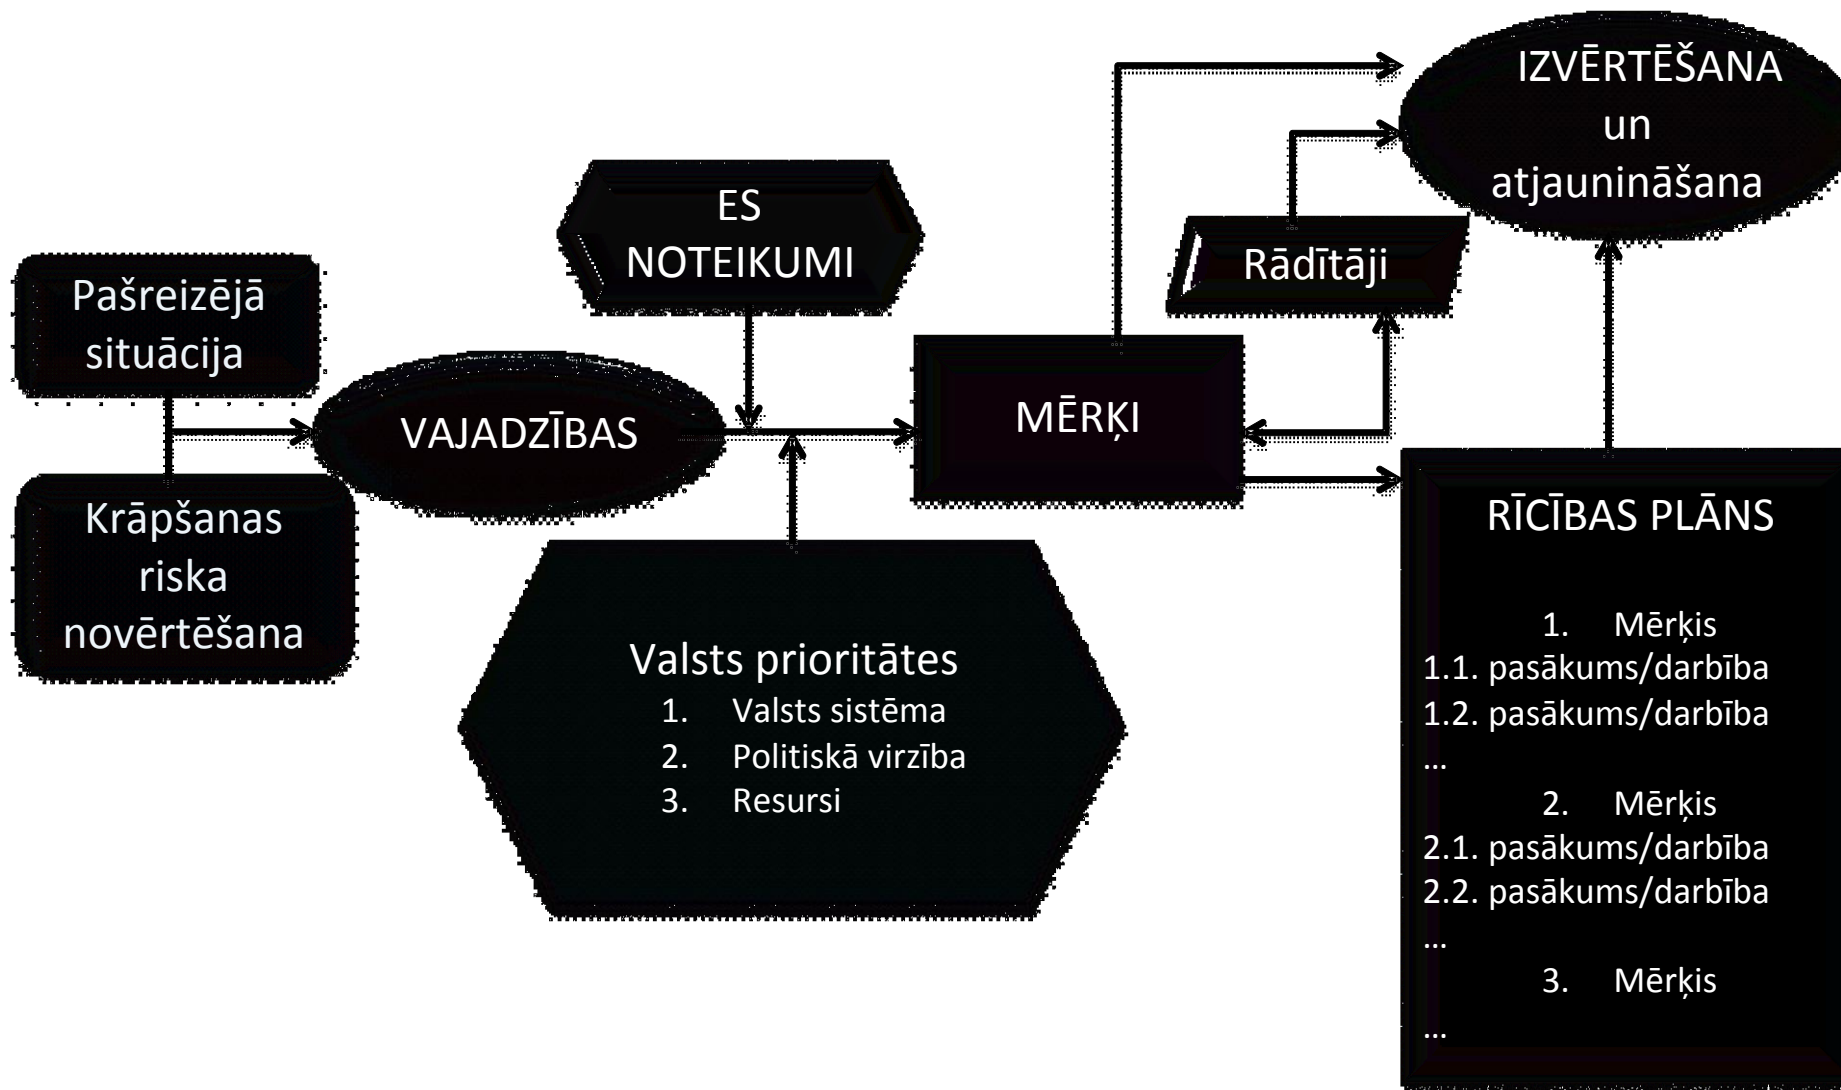 Pašreizējā
situācija
Krāpšanas
riska
novērtēšana
VAJADZĪBAS
ES
NOTEIKUMI
Valsts prioritātes
1. Valsts sistēma
2. Politiskā virzība
3. Resursi
MĒRĶI
Rādītāji
IZVĒRTĒŠANA
un
atjaunināšana
RĪCĪBAS PLĀNS
1. Mērķis
1.1. pasākums/darbība
1.2. pasākums/darbība
...
2. Mērķis
2.1. pasākums/darbība
2.2. pasākums/darbība
...
3. Mērķis
...